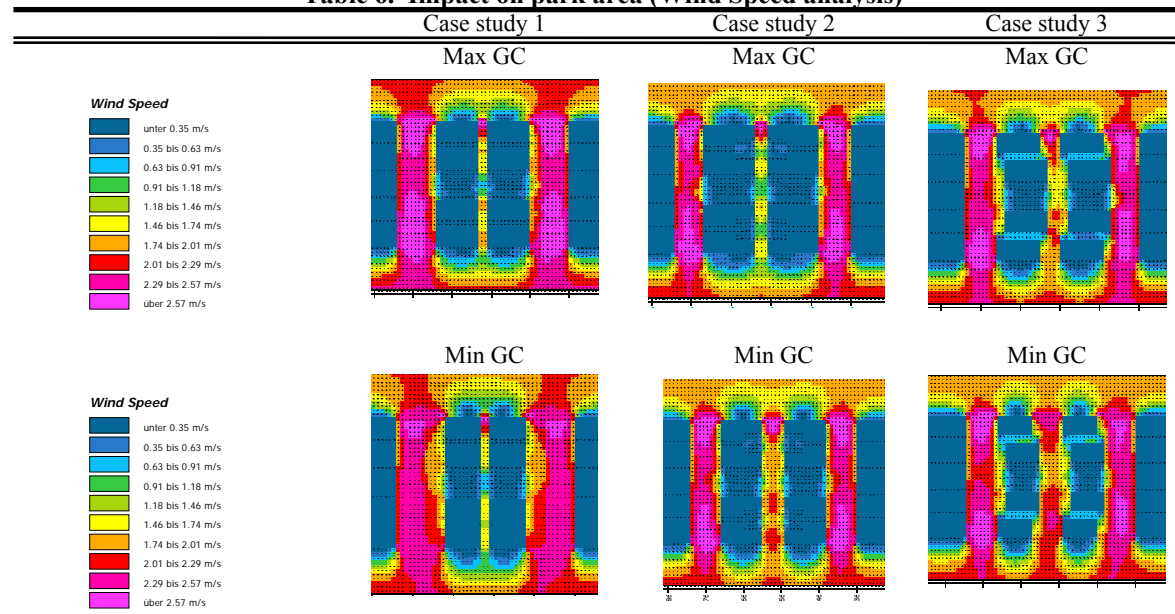 Table 6. Impact on park area (Wind Speed analysis)
Case study 1 Case study 2 Case study 3
Max GC Max GC Max GC
Wind Speed
unter 0.35 m/s
0.35 bis 0.63 m/s
0.63 bis 0.91 m/s
0.91 bis 1.18 m/s
1.18 bis 1.46 m/s
1.46 bis 1.74 m/s
1.74 bis 2.01 m/s
2.01 bis 2.29 m/s
2.29 bis 2.57 m/s
über 2.57 m/s
Min GC Min GC Min GC
Wind Speed
unter 0.35 m/s
0.35 bis 0.63 m/s
0.63 bis 0.91 m/s
0.91 bis 1.18 m/s
1.18 bis 1.46 m/s
1.46 bis 1.74 m/s
1.74 bis 2.01 m/s
2.01 bis 2.29 m/s
2.29 bis 2.57 m/s
über 2.57 m/s